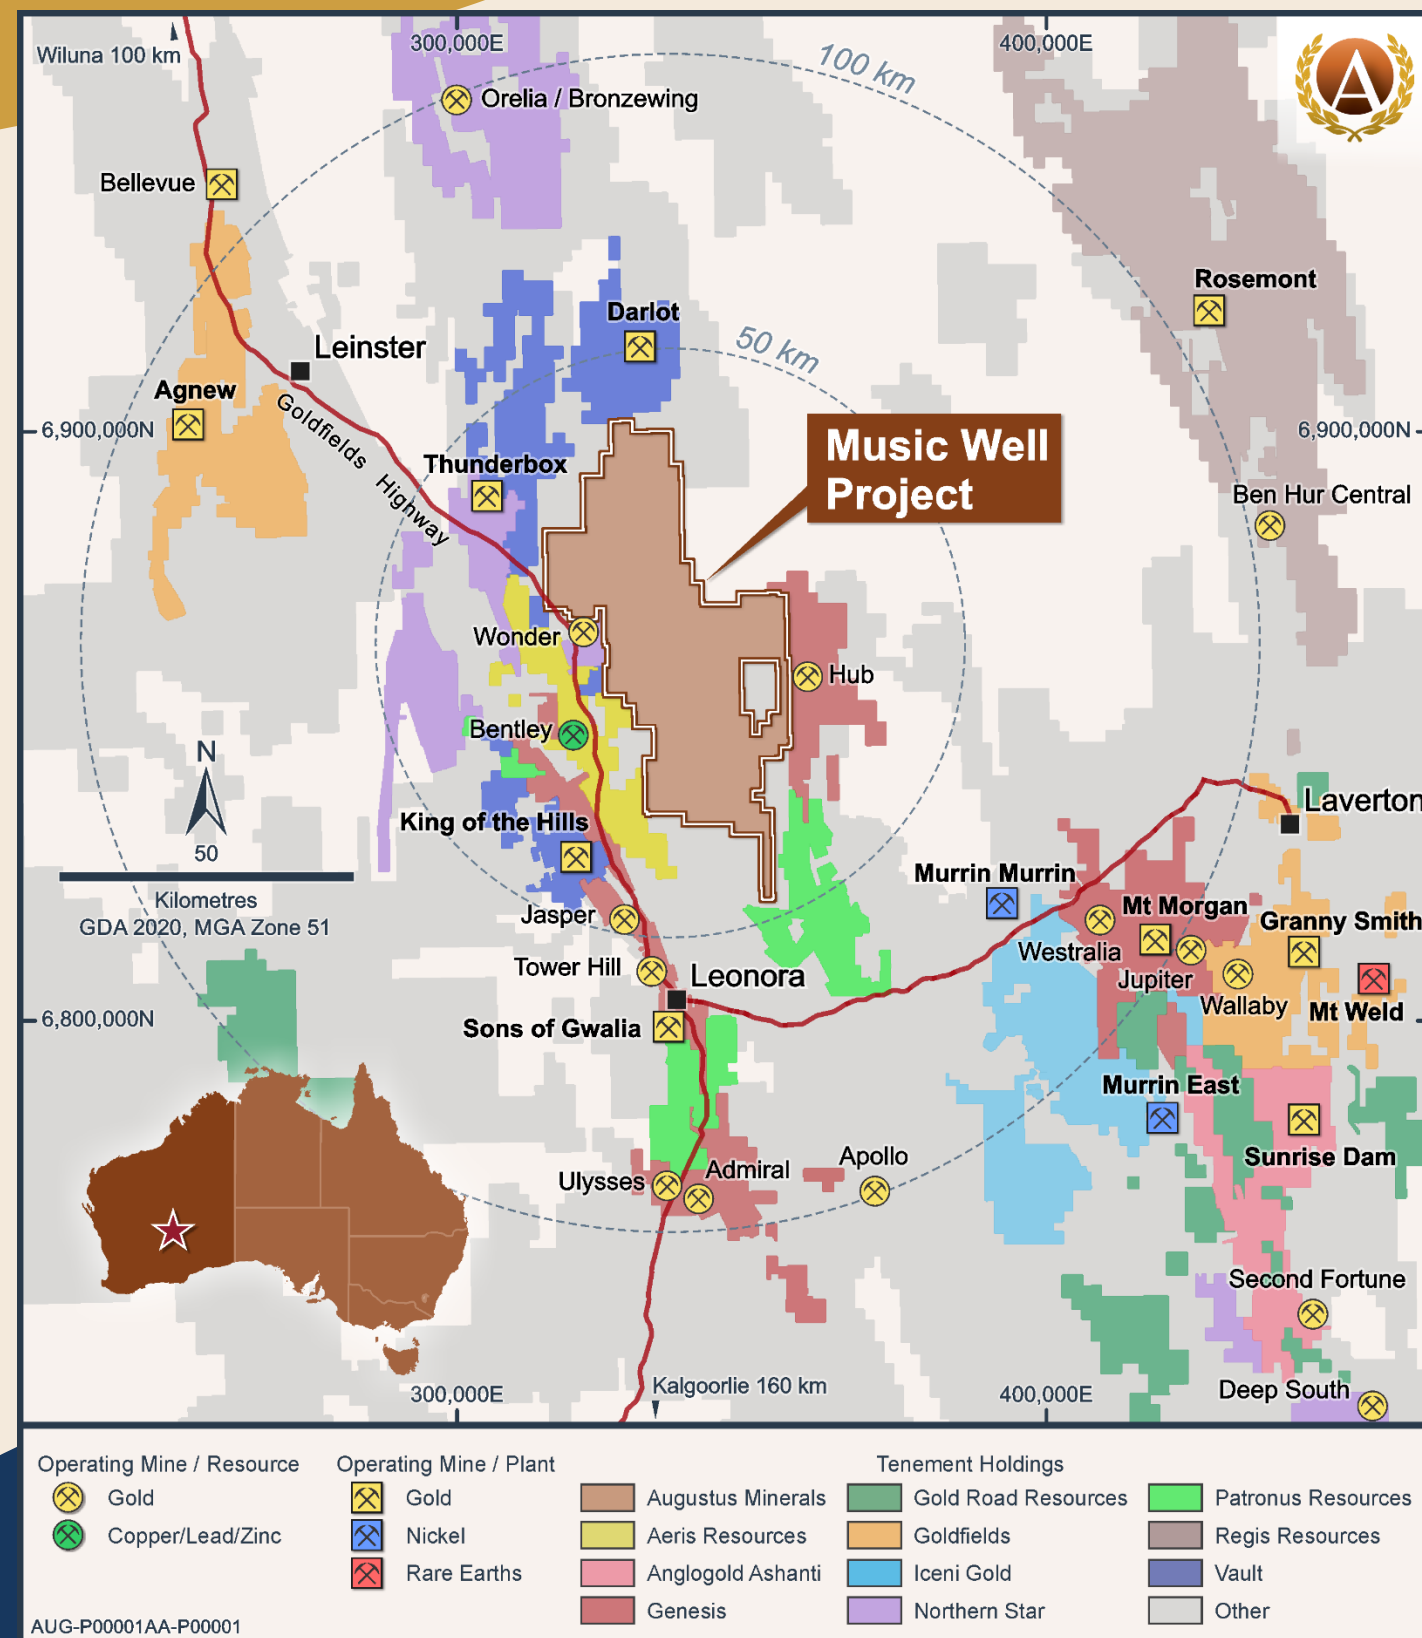 Wiluna 100 km
300,000E
400,000E
100 km
A
Orelia / Bronzewing
Bellevue
Rosemont
Darlot
50 km
Leinster
Agnew
Goldfields Highway
6,900,000N
6,900,000N
Music Well
Project
Thunderbox
Ben Hur Central
Wonder
Hub
Bentley
N
50
Kilometres
GDA 2020, MGA Zone 51
King of the Hills
Laverton
Murrin Murrin
Mt Morgan
Granny Smith
Jasper
Westralia
Tower Hill
Leonora
Jupiter
Wallaby
Mt Weld
6,800,000N
Sons of Gwalia
Murrin East
Sunrise Dam
Ulysses
Admiral
Apollo
Second Fortune
Deep South
300,000E
Kalgoorlie 160 km
400,000E
Operating Mine / Resource
Gold
Copper/Lead/Zinc
Operating Mine / Plant
Gold
Nickel
Rare Earths
Tenement Holdings
Augustus Minerals
Aeris Resources
Anglogold Ashanti
Genesis
Gold Road Resources
Goldfields
Iceni Gold
Northern Star
Patronus Resources
Regis Resources
Vault
Other
AUG-P00001AA-P00001